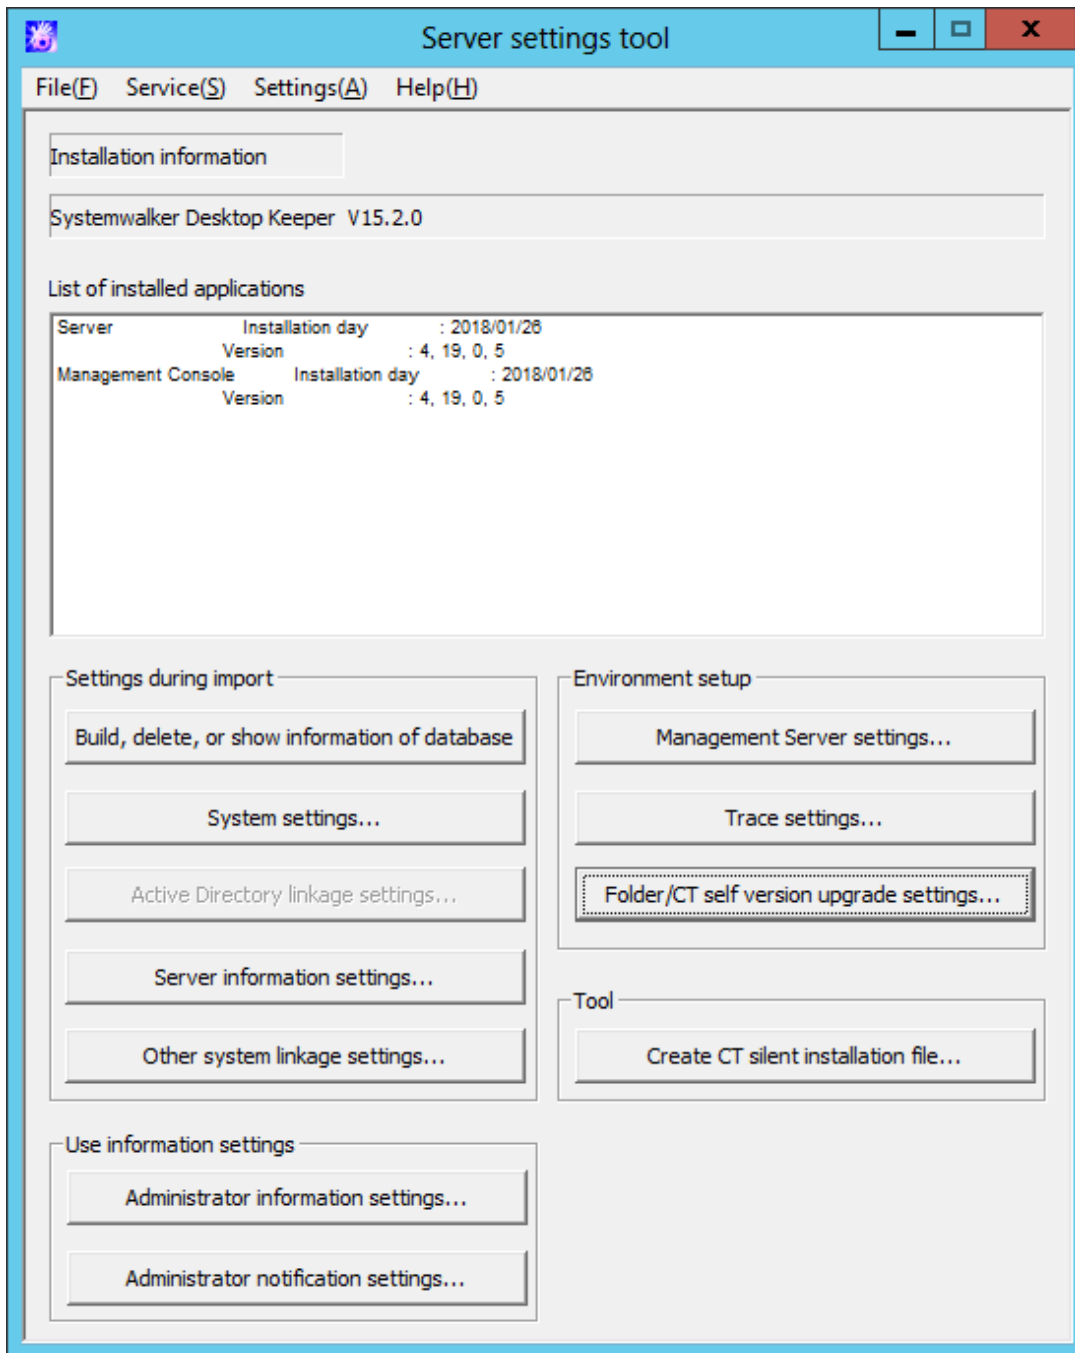 Server settings tool
File(F) Service(S) Settings(A) Help(H)
Installation information
Systemwalker Desktop Keeper V15.2.0
List of installed applications
Server Installation day : 2018/01/26
Version : 4, 19, 0, 5
Management Console Installation day : 2018/01/26
Version : 4, 19, 0, 5
Settings during import
Build, delete, or show information of database
System settings...
Active Directory linkage settings...
Server information settings...
Other system linkage settings...
Environment setup
Management Server settings...
Trace settings...
Folder/CT self version upgrade settings...
Tool
Create CT silent installation file...
Use information settings
Administrator information settings...
Administrator notification settings...